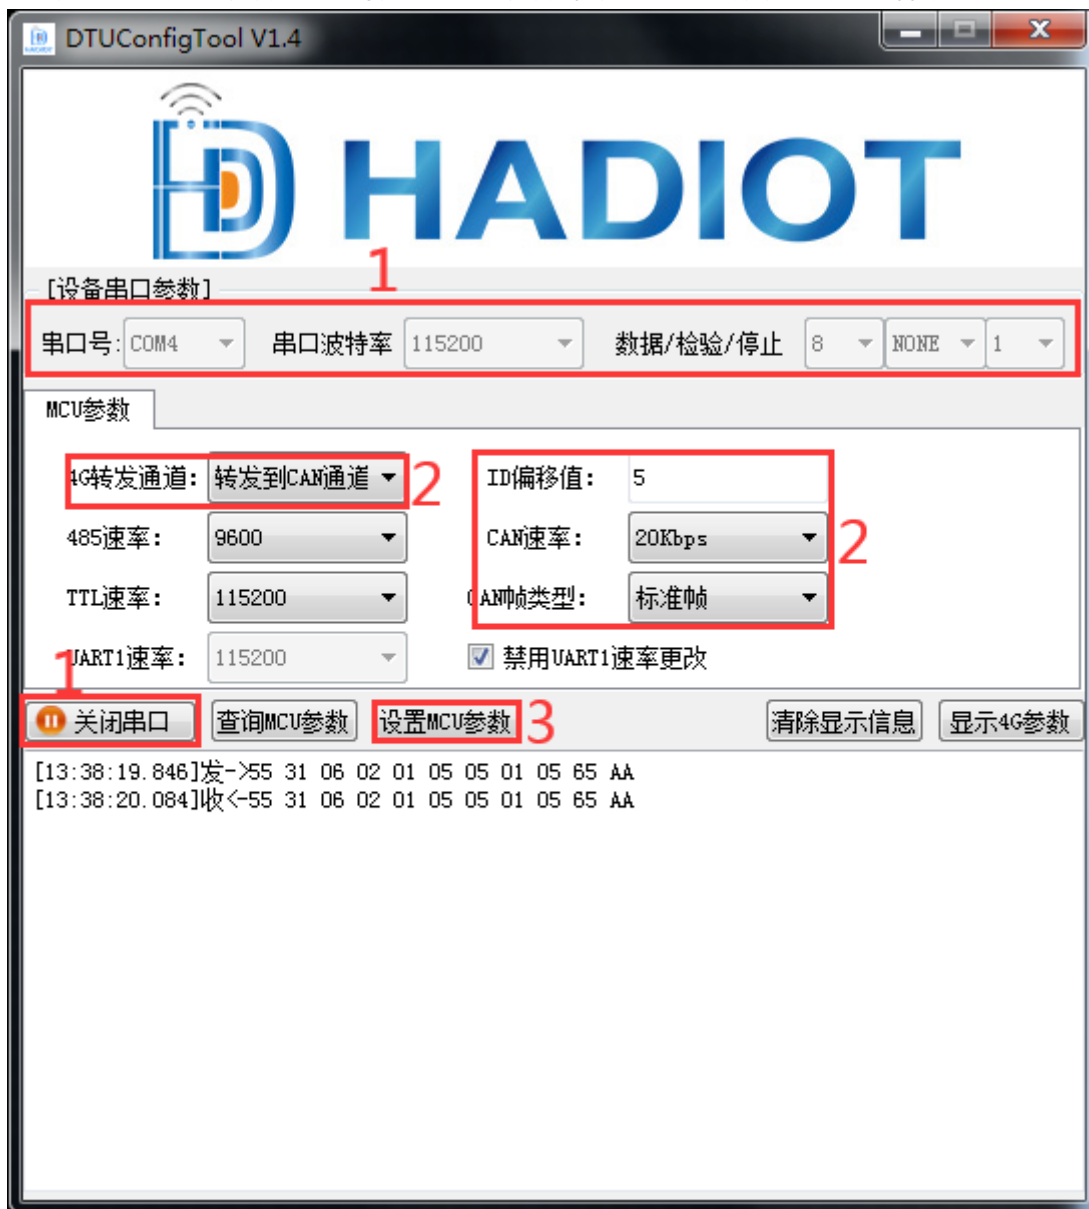 DTUConfigTool V1.4
HADIOT
1
[设备串口参数]
串口号: COM4 串口波特率 115200 数据/检验/停止 8 NONE 1
MCU参数
4G转发通道: 转发到CAN通道 2 ID偏移值: 5
485速率: 9600 CAN速率: 20Kbps 2
TTL速率: 115200 CAN帧类型: 标准帧
UART1速率: 115200 禁用UART1速率更改
1
关闭串口 查询MCU参数 设置MCU参数 3 清除显示信息 显示4G参数
[13:38:19.846]发->55 31 06 02 01 05 05 01 05 65 AA
[13:38:20.084]收<-55 31 06 02 01 05 05 01 05 65 AA